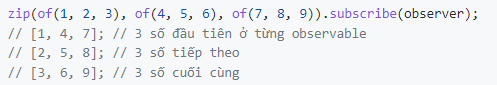 zip(of(1, 2, 3), of(4, 5, 6), of(7, 8, 9)).subscribe(observer);
// [1, 4, 7]; // 3 số đầu tiên ở từng observable
// [2, 5, 8]; // 3 số tiếp theo
// [3, 6, 9]; // 3 số cuối cùng